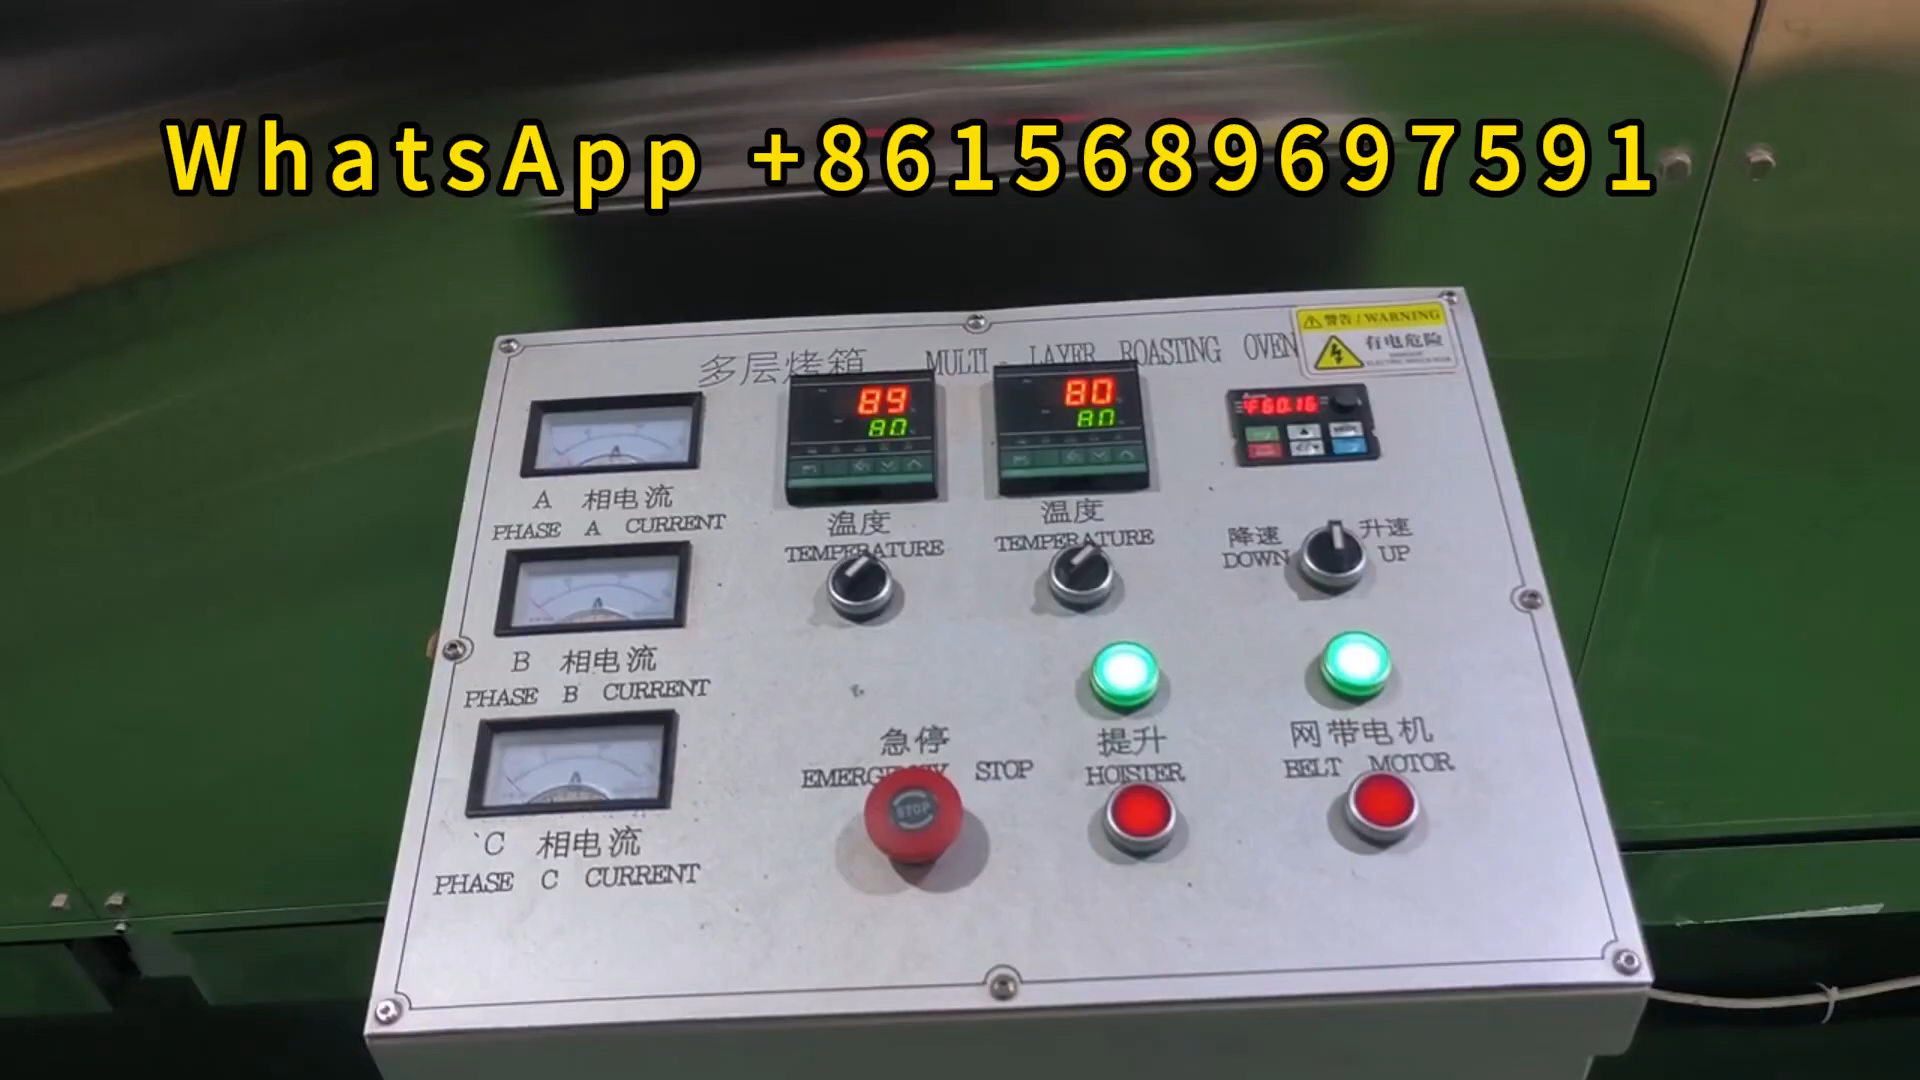 WhatsApp +8615689697591
多层烤箱 MULTI - LAYER ROASTING OVEN
警告 / WARNING
有电危险
89
80
80
80
F60.16
A 相电流
PHASE A CURRENT
温度
TEMPERATURE
温度
TEMPERATURE
降速 升速
DOWN UP
B 相电流
PHASE B CURRENT
急停
EMERGENCY STOP
STOP
提升
HOISTER
网带电机
BELT MOTOR
C 相电流
PHASE C CURRENT